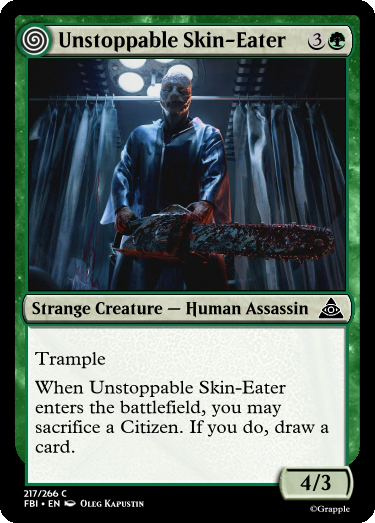 Unstoppable Skin-Eater 3
Strange Creature — Human Assassin
Trample
When Unstoppable Skin-Eater
enters the battlefield, you may
sacrifice a Citizen. If you do, draw a
card.
4/3
217/266 C
FBI • EN Oleg Kapustin
©Grapple